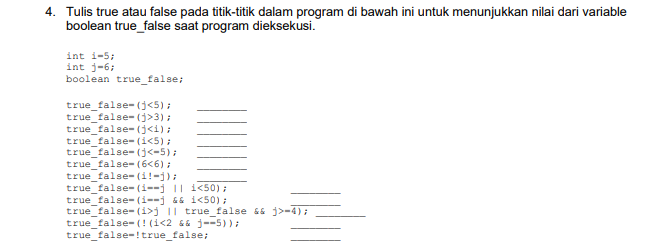 4. Tulis true atau false pada titik-titik dalam program di bawah ini untuk menunjukkan nilai dari variable
boolean true_false saat program dieksekusi.
int i=5;
int j=6;
boolean true_false;
true_false=(j<5); ________
true_false=(j>3); ________
true_false=(j<i); ________
true_false=(i<5); ________
true_false=(j<=5); ________
true_false=(6<6); ________
true_false=(i!=j); ________
true_false=(i==j || i<50); ________
true_false=(i==j && i<50); ________
true_false=(i>j || true_false && j>=4); ________
true_false=(!(i<2 && j==5)); ________
true_false=!true_false; ________